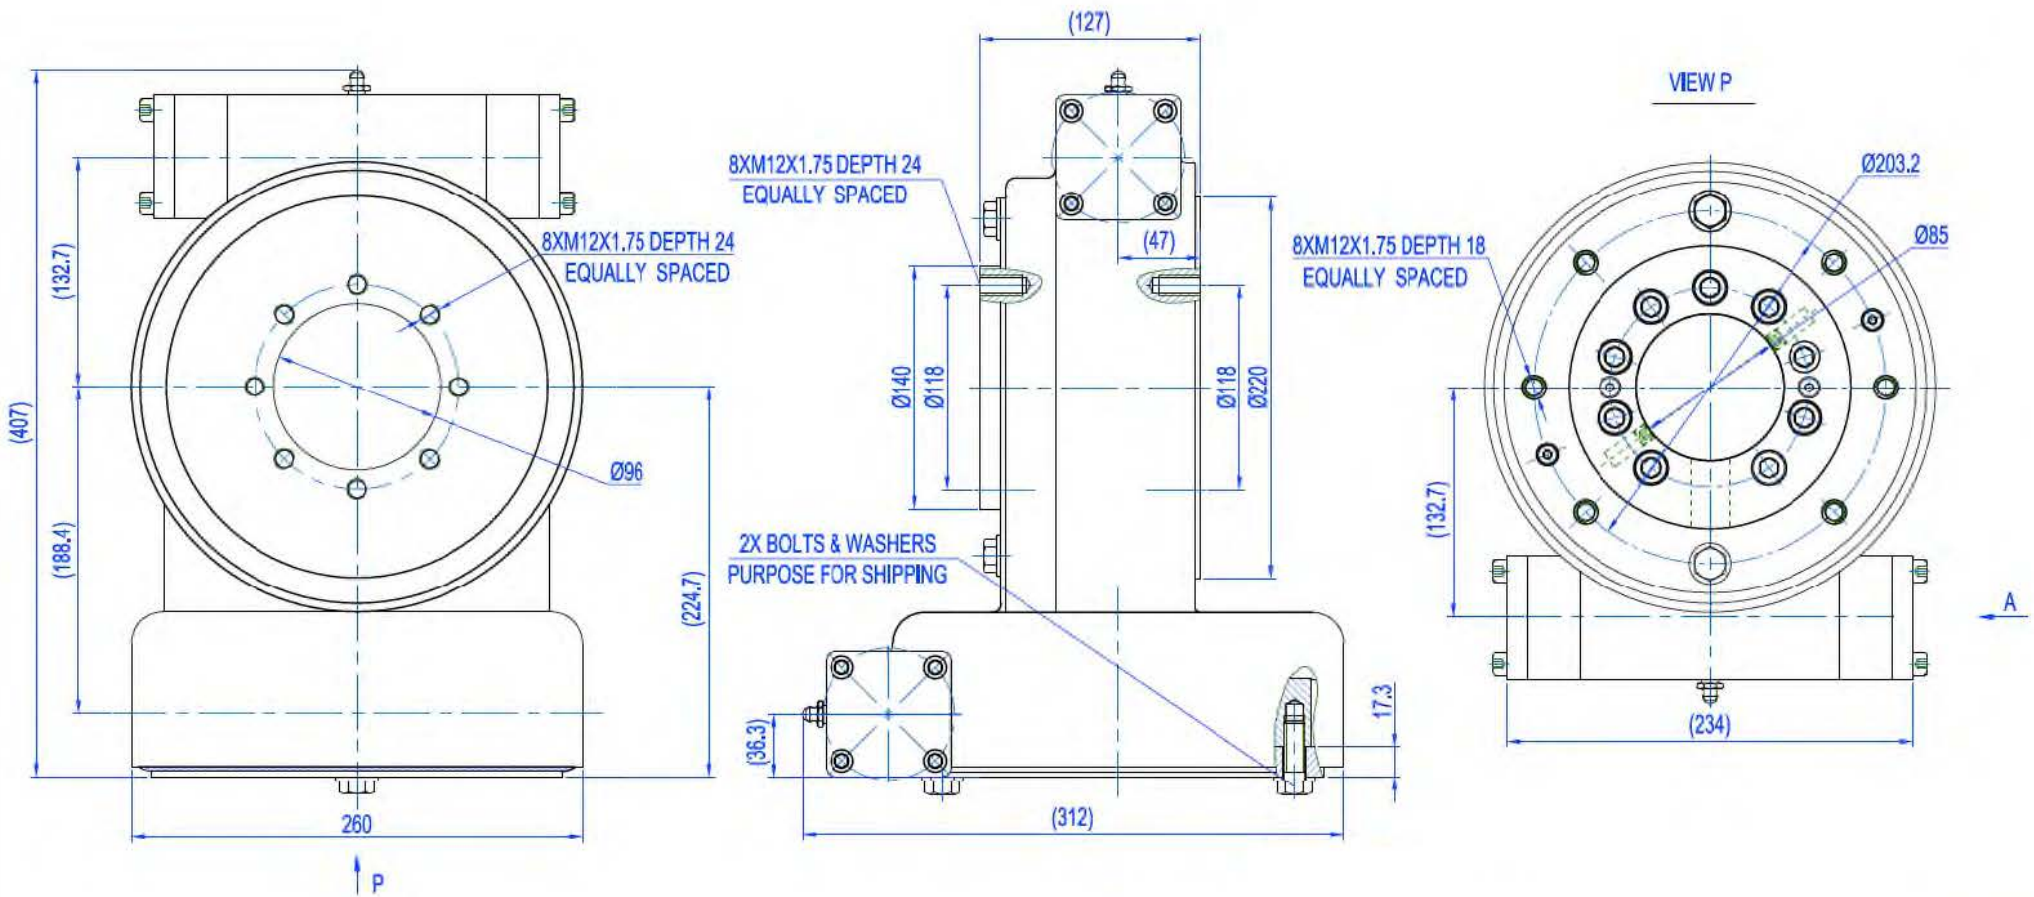 (407)
(132.7)
(188.4)
8XM12X1.75 DEPTH 24
EQUALLY SPACED
Ø96
(224.7)
260
P
(127)
8XM12X1.75 DEPTH 24
EQUALLY SPACED
(47)
Ø140
Ø118
Ø118
Ø220
2X BOLTS & WASHERS
PURPOSE FOR SHIPPING
(36.3)
17.3
(312)
VIEW P
Ø203.2
Ø85
8XM12X1.75 DEPTH 18
EQUALLY SPACED
(132.7)
A
(234)